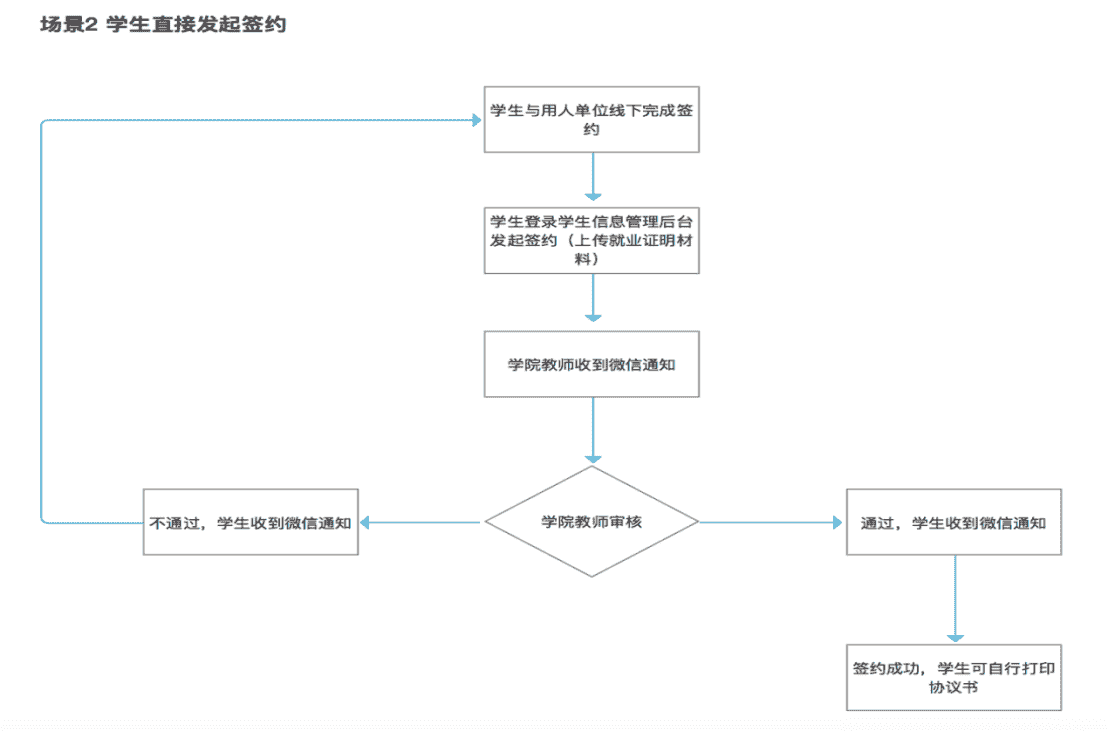 场景2 学生直接发起签约
学生与用人单位线下完成签
约
学生登录学生信息管理后台
发起签约（上传就业证明材
料）
学院教师收到微信通知
不通过，学生收到微信通知
学院教师审核
通过，学生收到微信通知
签约成功，学生可自行打印
协议书